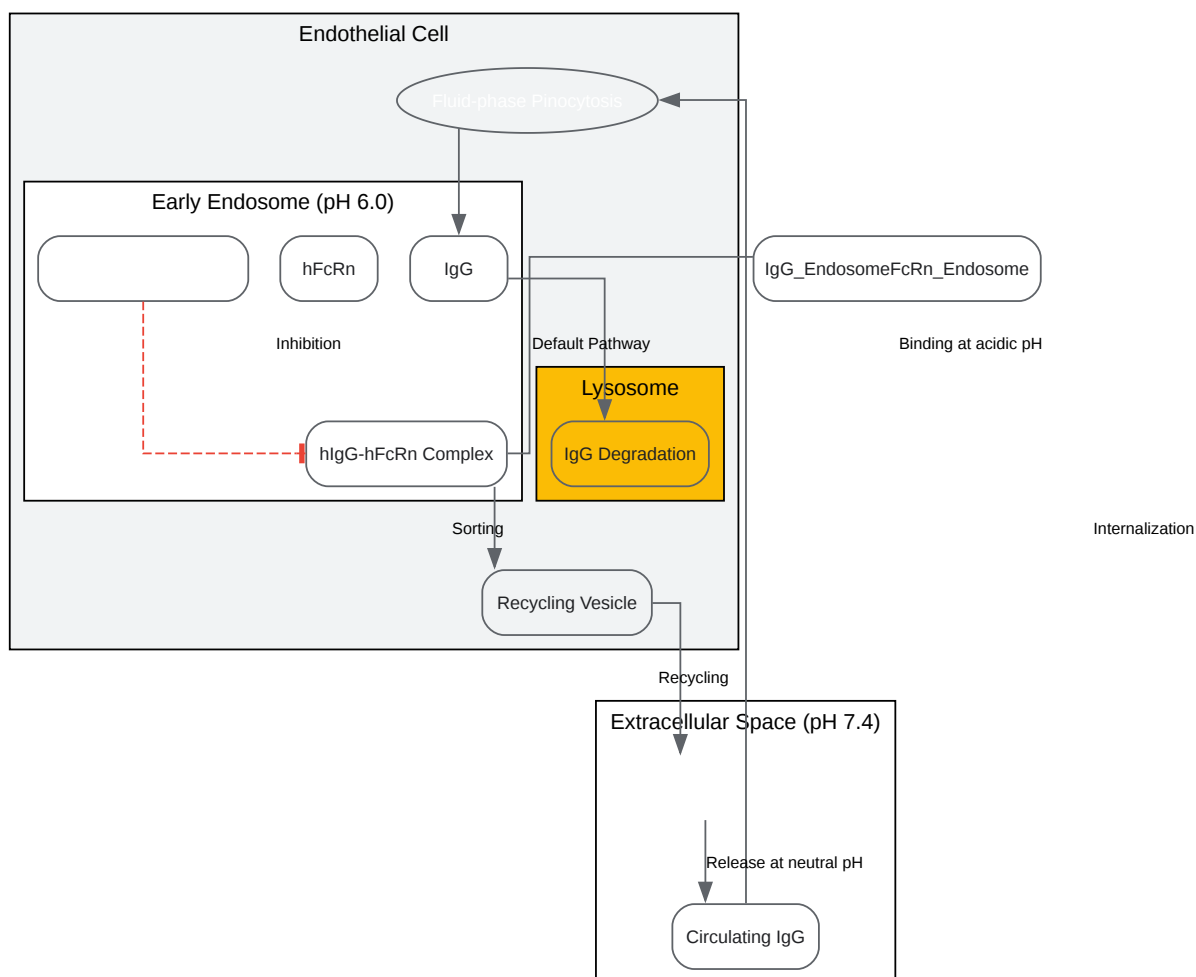 Endothelial Cell
Fluid-phase Pinocytosis
Early Endosome (pH 6.0)
hFcRn
IgG
IgG_EndosomeFcRn_Endosome
Inhibition
Default Pathway
Binding at acidic pH
Lysosome
hIgG-hFcRn Complex
IgG Degradation
Sorting
Internalization
Recycling Vesicle
Recycling
Extracellular Space (pH 7.4)
Release at neutral pH
Circulating IgG